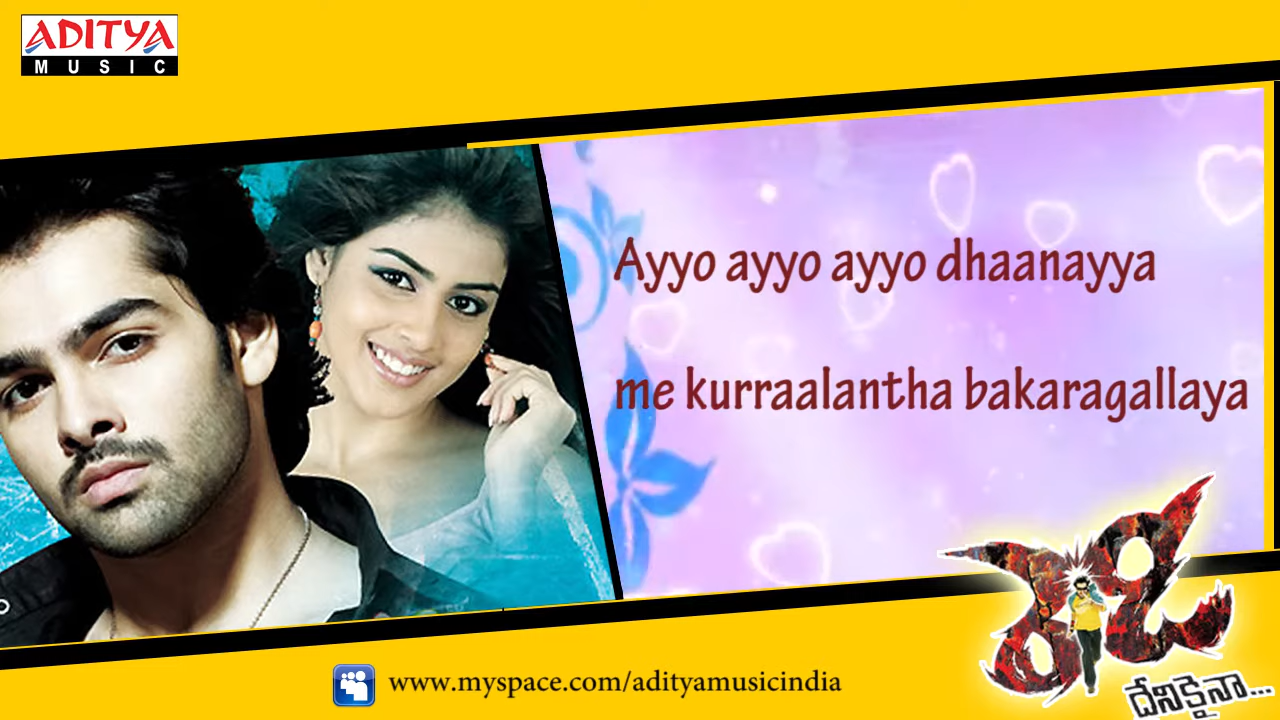 ADITYA
MUSIC
Ayyo ayyo ayyo dhaanayya
me kurraalantha bakaragallaya
రెఢీ
దేనికైనా...
www.myspace.com/adityamusicindia